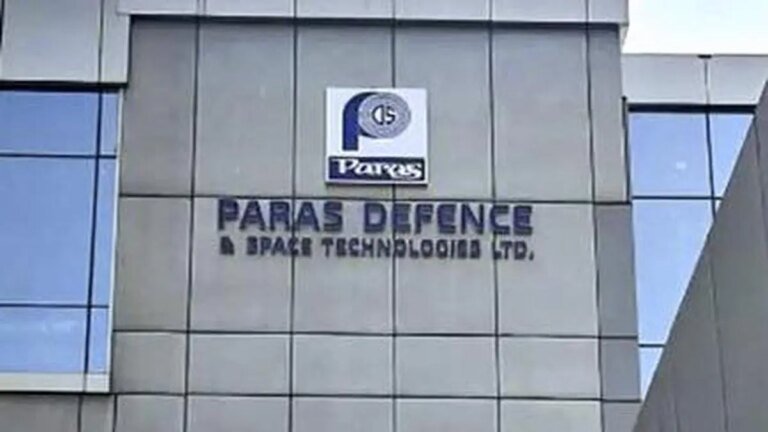 DS
Paras
PARAS DEFENCE
& SPACE TECHNOLOGIES LTD.